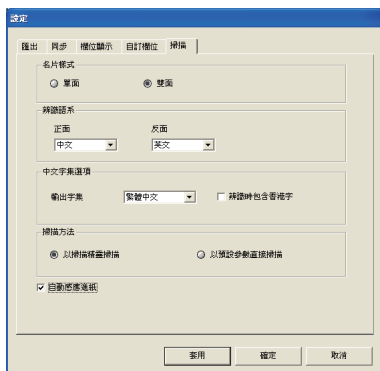 設定
匯出 同步 欄位顯示 自訂欄位 掃描
名片樣式
單面 雙面
辨識語系
正面 反面
中文 英文
中文字集選項
輸出字集 繁體中文 辨識時包含香港字
掃描方法
以掃描精靈掃描 以預設參數直接掃描
自動感應進紙
套用 確定 取消